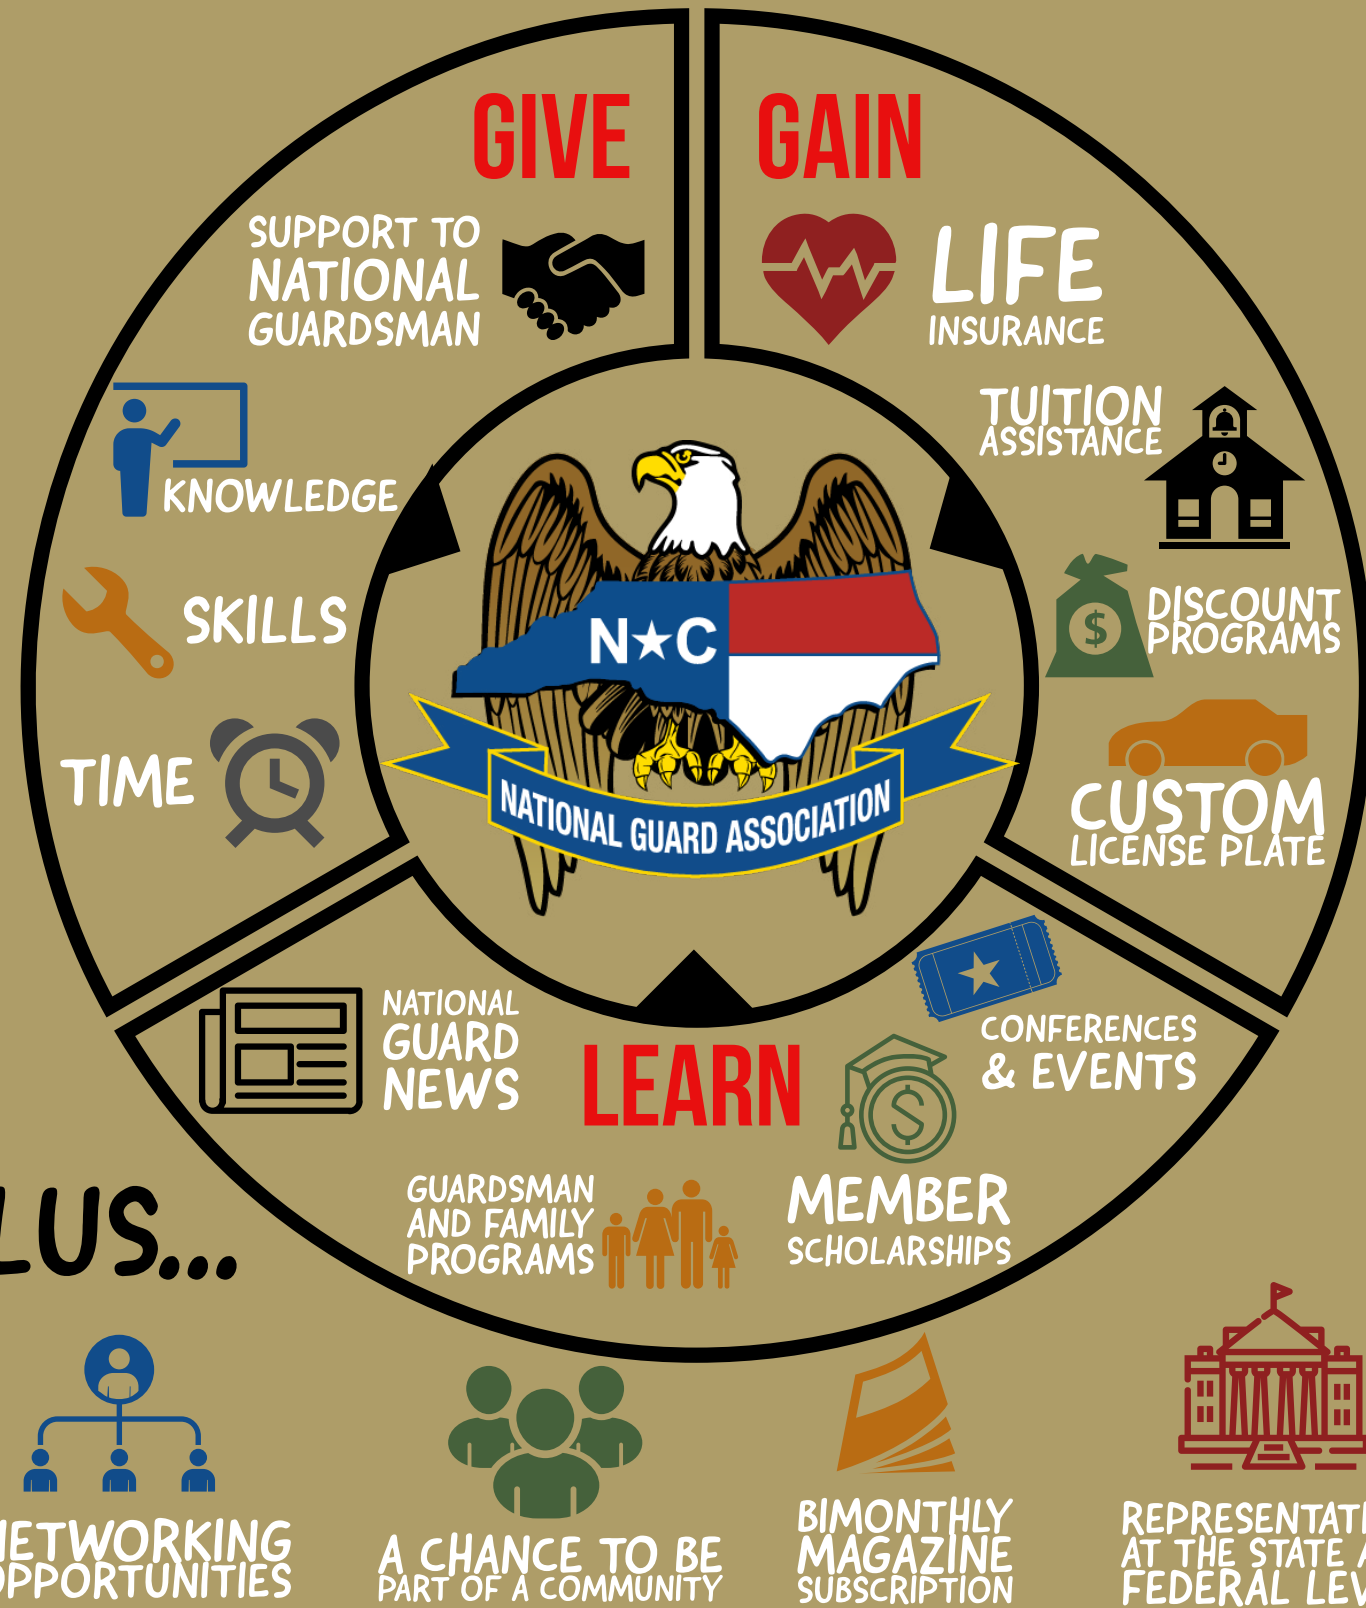 GIVE
SUPPORT TO
NATIONAL
GUARDSMAN
KNOWLEDGE
SKILLS
TIME
GAIN
LIFE
INSURANCE
TUITION
ASSISTANCE
$
DISCOUNT
PROGRAMS
CUSTOM
LICENSE PLATE
N★C
NATIONAL GUARD ASSOCIATION
LEARN
NATIONAL
GUARD
NEWS
CONFERENCES
& EVENTS
GUARDSMAN
AND FAMILY
PROGRAMS
$
MEMBER
SCHOLARSHIPS
LUS...
NETWORKING
OPPORTUNITIES
A CHANCE TO BE
PART OF A COMMUNITY
BIMONTHLY
MAGAZINE
SUBSCRIPTION
REPRESENTATI
AT THE STATE A
FEDERAL LEV